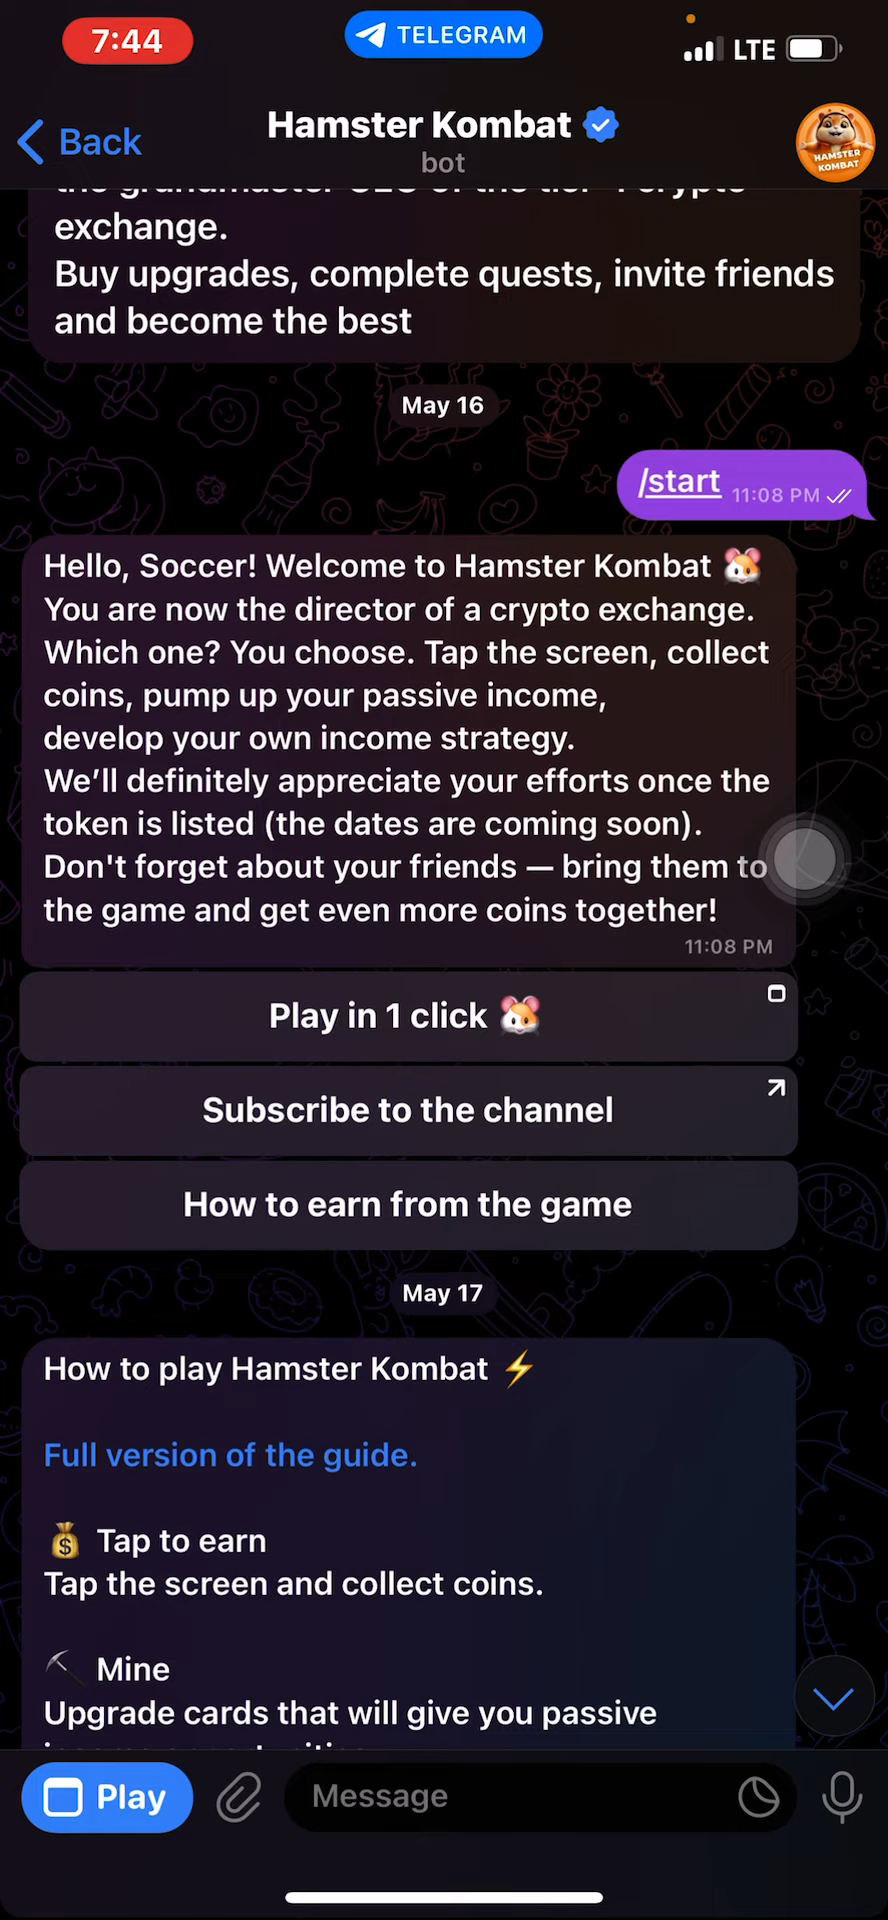 7:44
TELEGRAM
LTE
Back
Hamster Kombat
bot
HAMSTER
KOMBAT
exchange.
Buy upgrades, complete quests, invite friends
and become the best
May 16
/start 11:08 PM
Hello, Soccer! Welcome to Hamster Kombat 🐹
You are now the director of a crypto exchange.
Which one? You choose. Tap the screen, collect
coins, pump up your passive income,
develop your own income strategy.
We’ll definitely appreciate your efforts once the
token is listed (the dates are coming soon).
Don't forget about your friends — bring them to
the game and get even more coins together!
11:08 PM
Play in 1 click 🐹
Subscribe to the channel
How to earn from the game
May 17
How to play Hamster Kombat ⚡
Full version of the guide.
💰 Tap to earn
Tap the screen and collect coins.
⛏ Mine
Upgrade cards that will give you passive
Play
Message